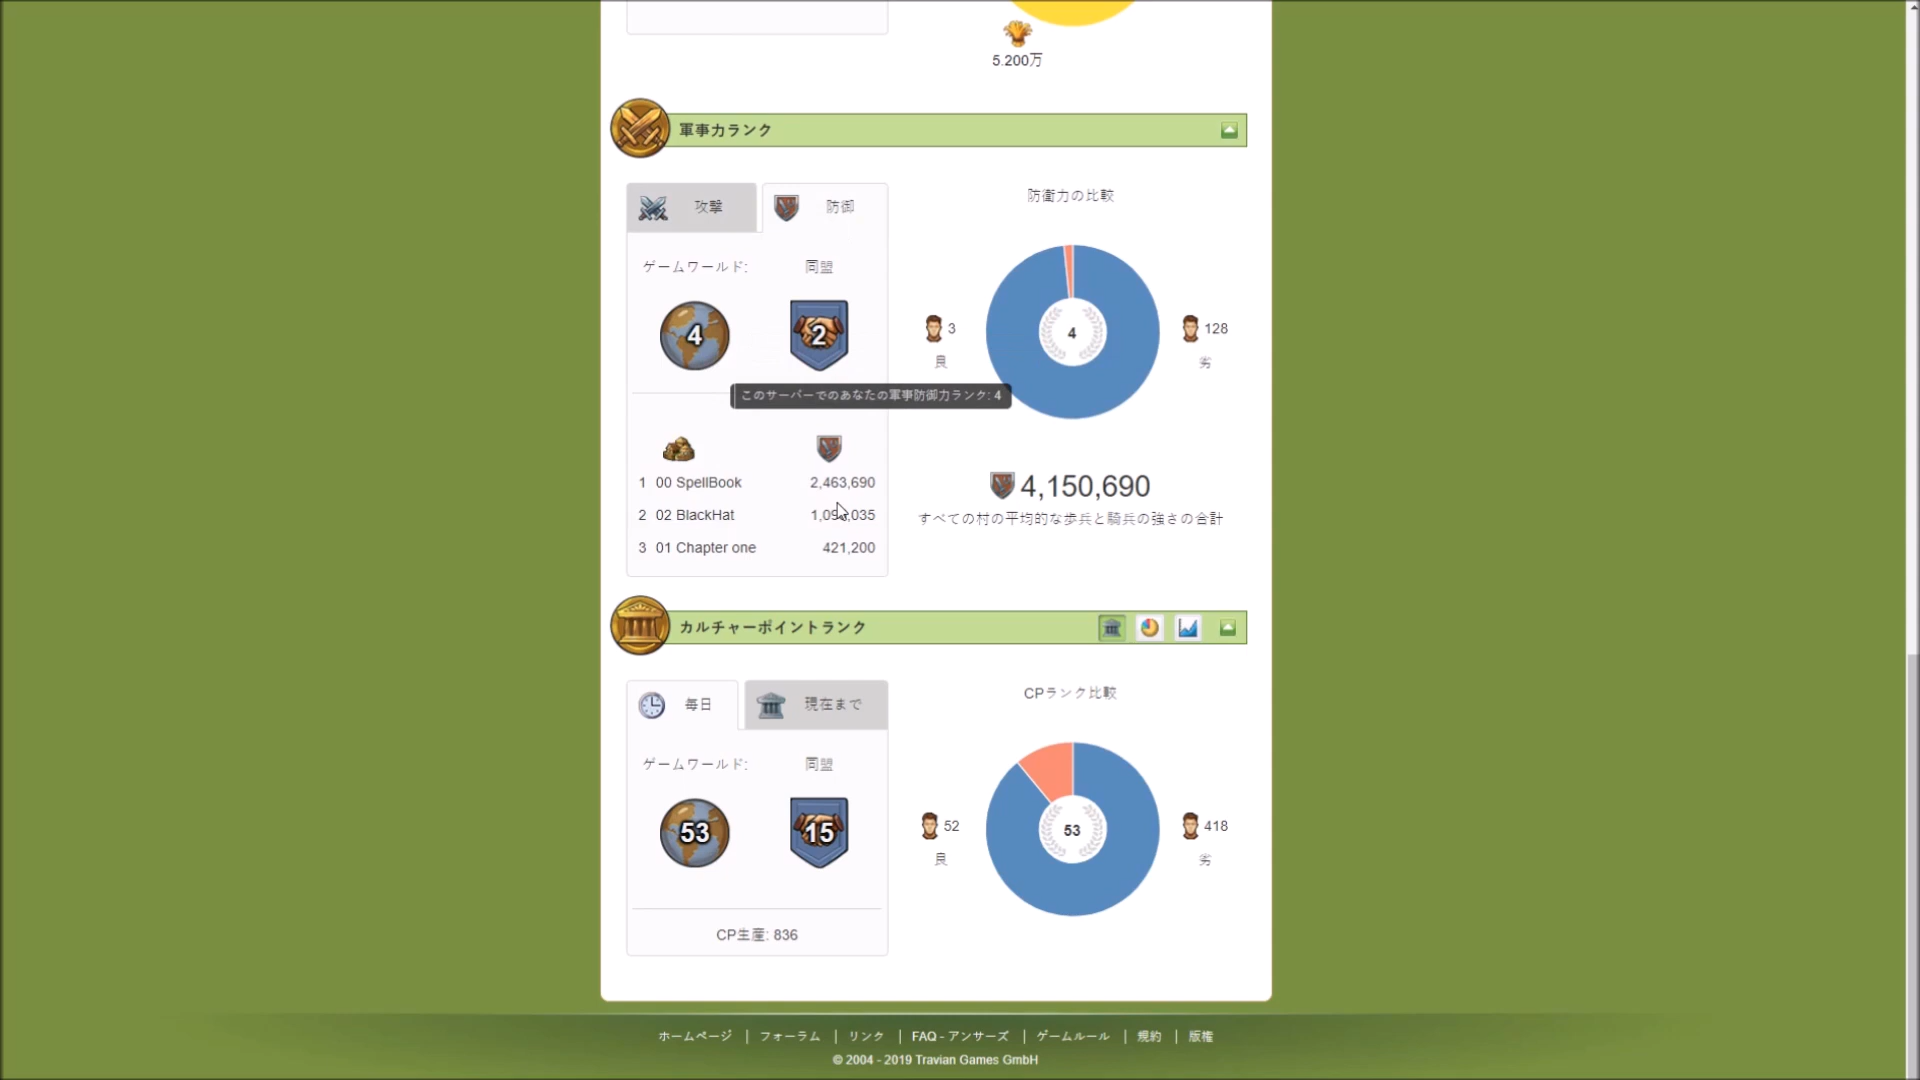 5.200万
軍事力ランク
攻撃
防御
ゲームワールド:
同盟
4
2
防衛力の比較
3
良
4
128
劣
このサーバーでのあなたの軍事防御力ランク: 4
1 00 SpellBook 2,463,690
2 02 BlackHat
3 01 Chapter one 421,200
4,150,690
すべての村の平均的な歩兵と騎兵の強さの合計
カルチャーポイントランク
毎日
現在まで
ゲームワールド:
同盟
53
15
CP生産: 836
CPランク比較
52
良
53
418
劣
ホームページ | フォーラム | リンク | FAQ - アンサーズ | ゲームルール | 規約 | 版権
© 2004 - 2019 Travian Games GmbH